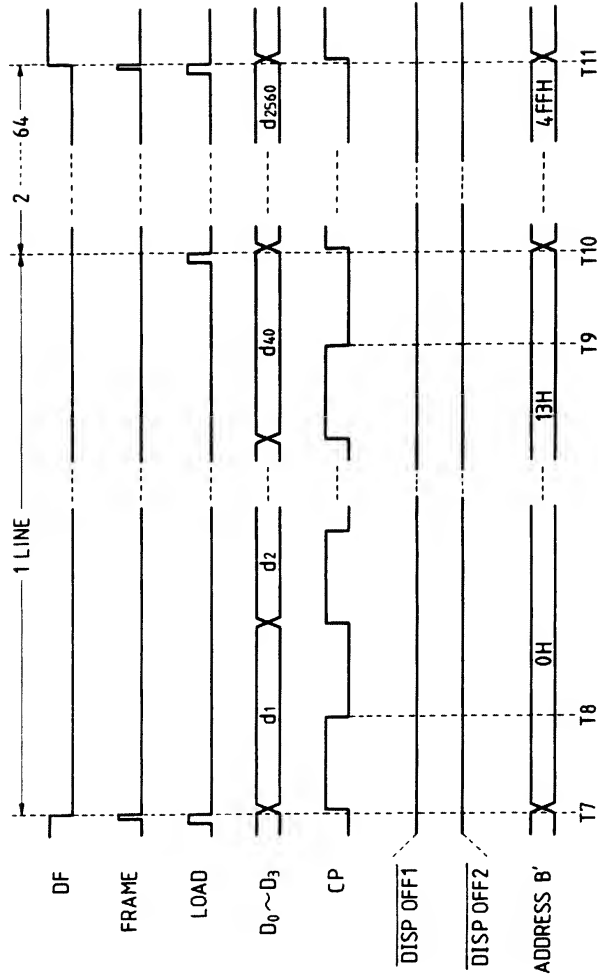 1 LINE 2 64
DF
FRAME
LOAD
D0~D3 d1 d2 d40 d2560
CP
DISP OFF1
DISP OFF2
ADDRESS B' 0H 13H 4FFH
T7 T8 T9 T10 T11